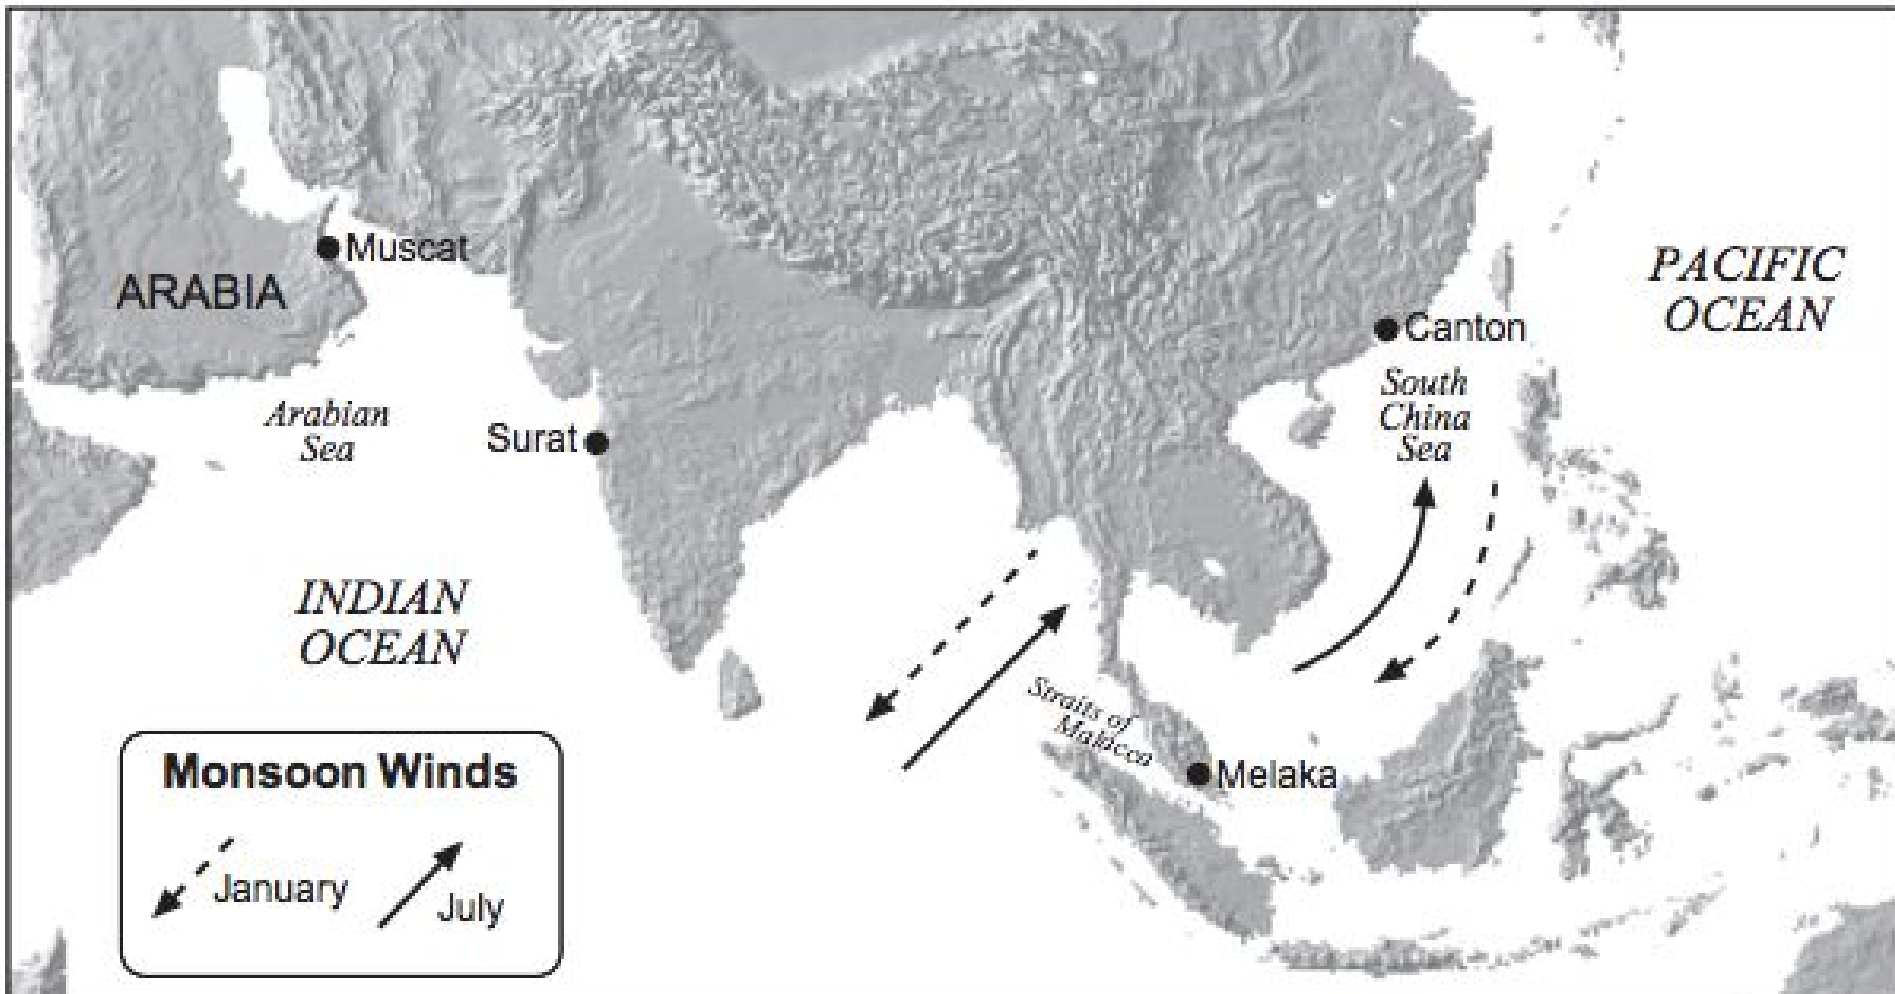 Muscat
ARABIA
PACIFIC
OCEAN
Canton
South
China
Sea
Arabian
Sea
Surat
INDIAN
OCEAN
Straits of
Malacca
Melaka
Monsoon Winds
January
July